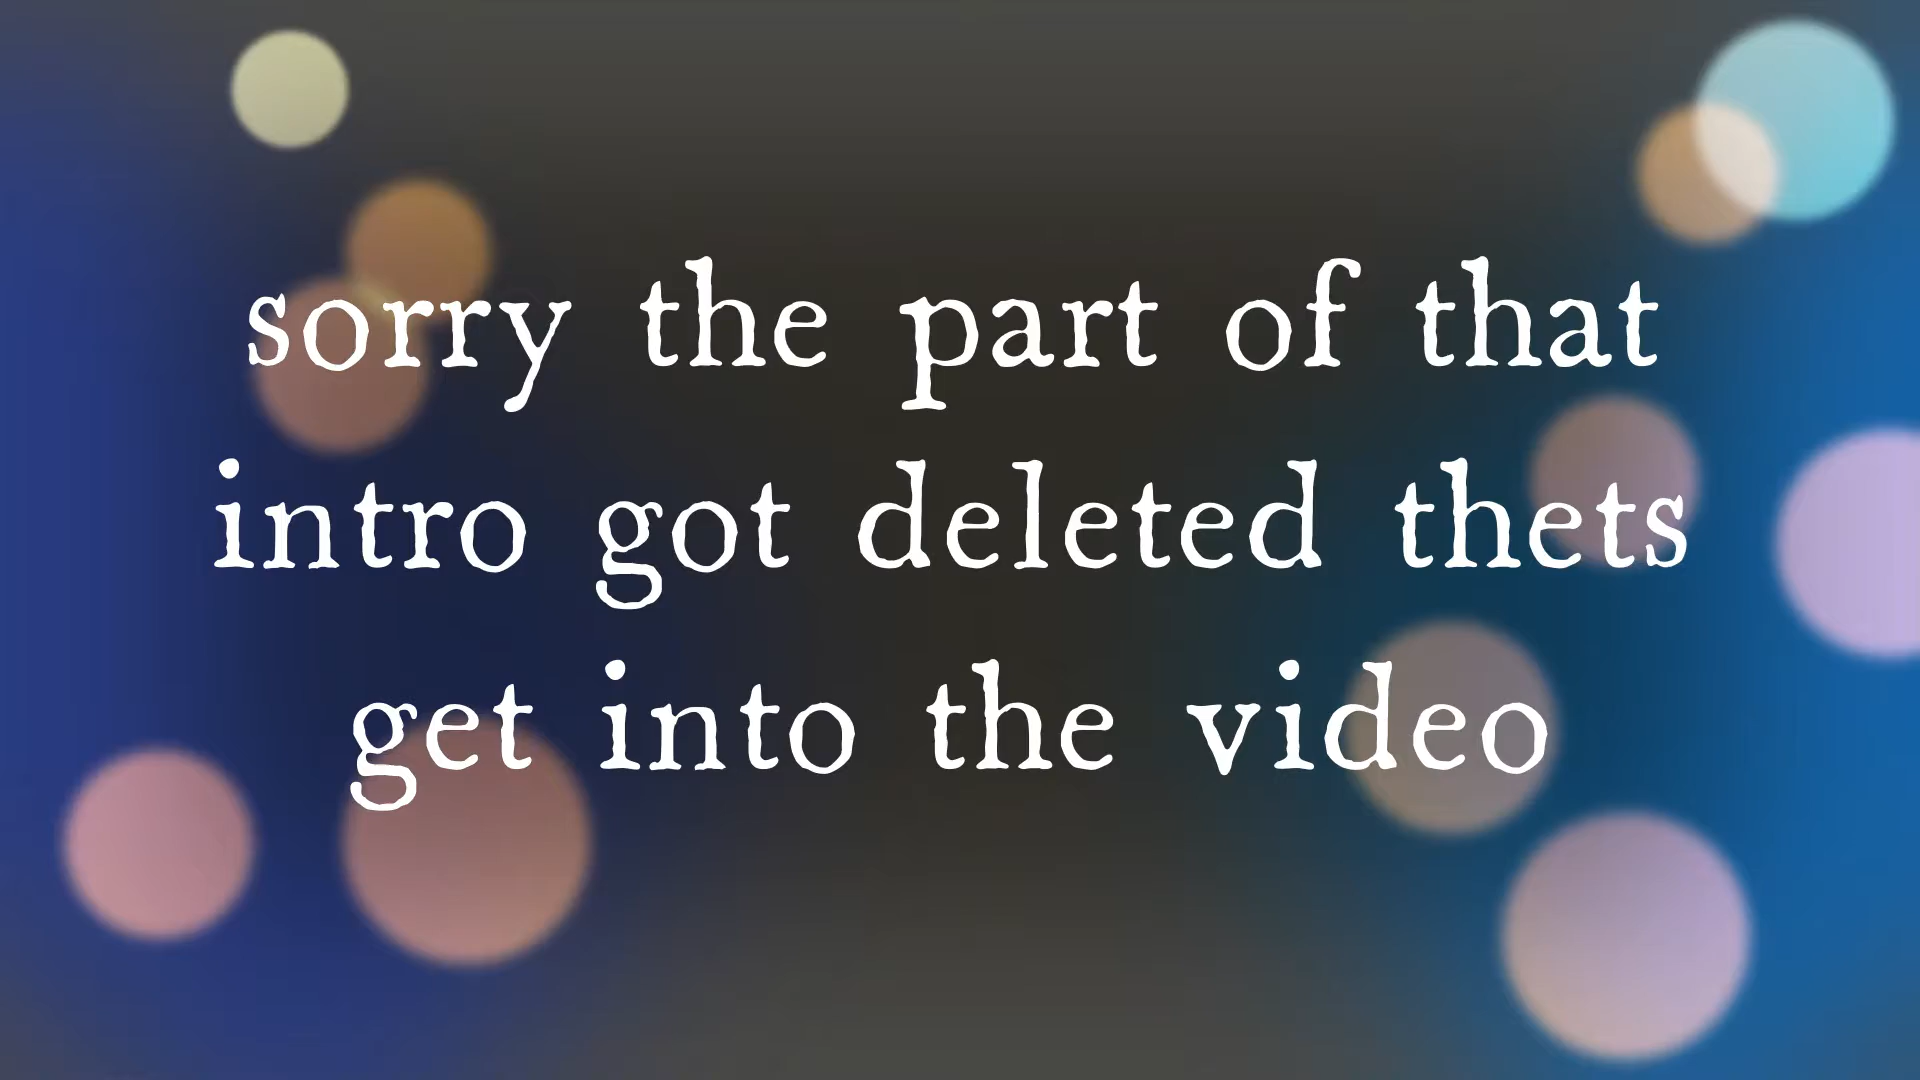 sorry the part of that
intro got deleted thets
get into the video